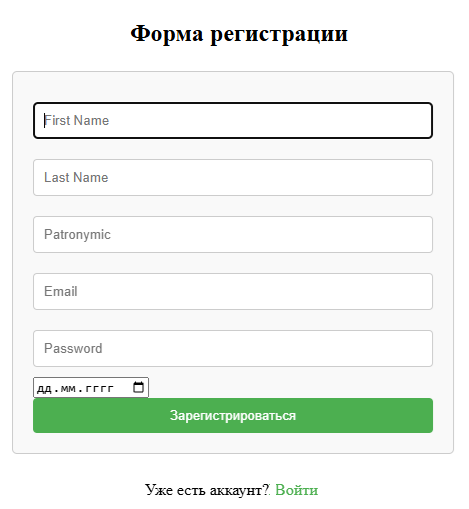 Форма регистрации
First Name
Last Name
Patronymic
Email
Password
дд.мм.гггг
Зарегистрироваться
Уже есть аккаунт? Войти